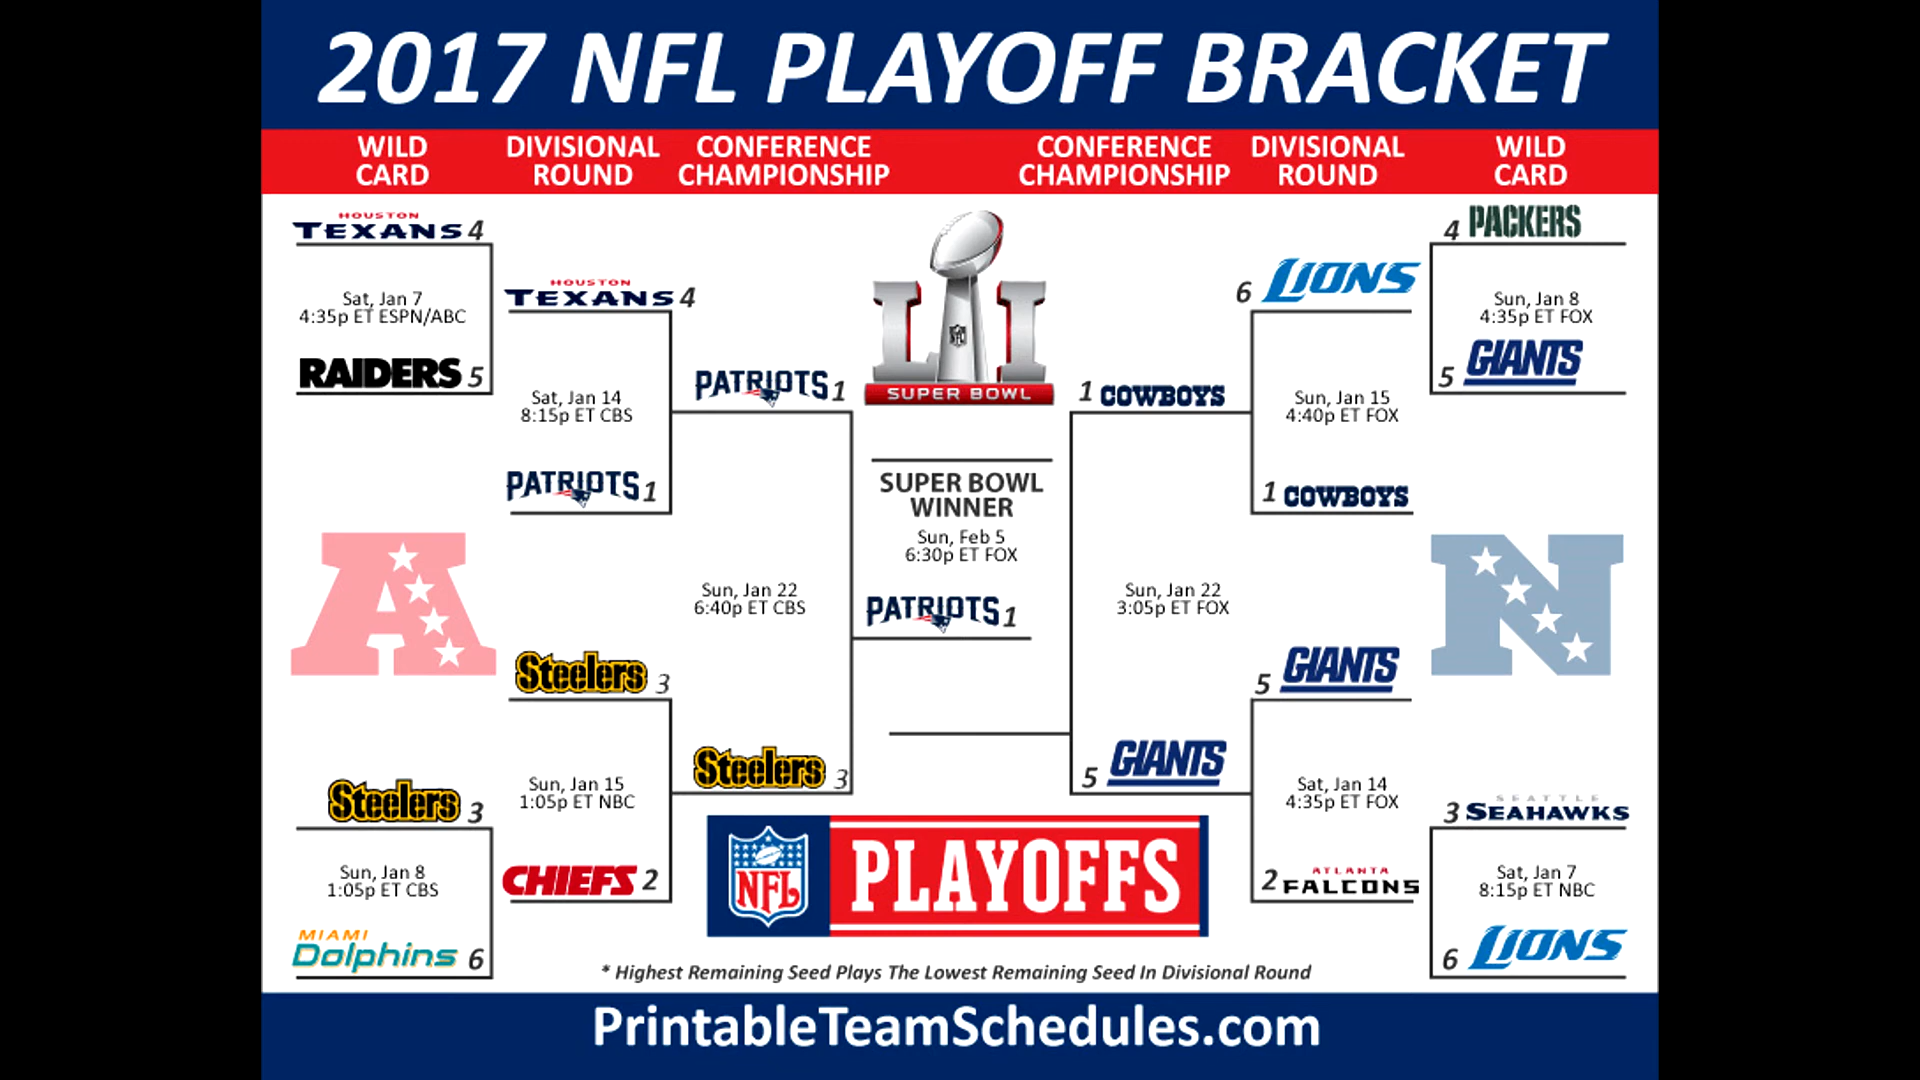 2017 NFL PLAYOFF BRACKET
WILD CARD
DIVISIONAL ROUND
CONFERENCE CHAMPIONSHIP
CONFERENCE CHAMPIONSHIP
DIVISIONAL ROUND
WILD CARD
HOUSTON
TEXANS 4
Sat, Jan 7
4:35p ET ESPN/ABC
RAIDERS 5
Steelers 3
Sun, Jan 8
1:05p ET CBS
MIAMI
Dolphins 6
HOUSTON
TEXANS 4
Sat, Jan 14
8:15p ET CBS
PATRIOTS 1
Steelers 3
Sun, Jan 15
1:05p ET NBC
CHIEFS 2
PATRIOTS 1
Sun, Jan 22
6:40p ET CBS
Steelers 3
LI
NFL
SUPER BOWL
SUPER BOWL
WINNER
Sun, Feb 5
6:30p ET FOX
PATRIOTS 1
1 COWBOYS
Sun, Jan 22
3:05p ET FOX
5 GIANTS
6 LIONS
Sun, Jan 15
4:40p ET FOX
1 COWBOYS
5 GIANTS
Sat, Jan 14
4:35p ET FOX
ATLANTA
2 FALCONS
4 PACKERS
Sun, Jan 8
4:35p ET FOX
5 GIANTS
SEATTLE
3 SEAHAWKS
Sat, Jan 7
8:15p ET NBC
6 LIONS
A
N
NFL PLAYOFFS
* Highest Remaining Seed Plays The Lowest Remaining Seed In Divisional Round
PrintableTeamSchedules.com